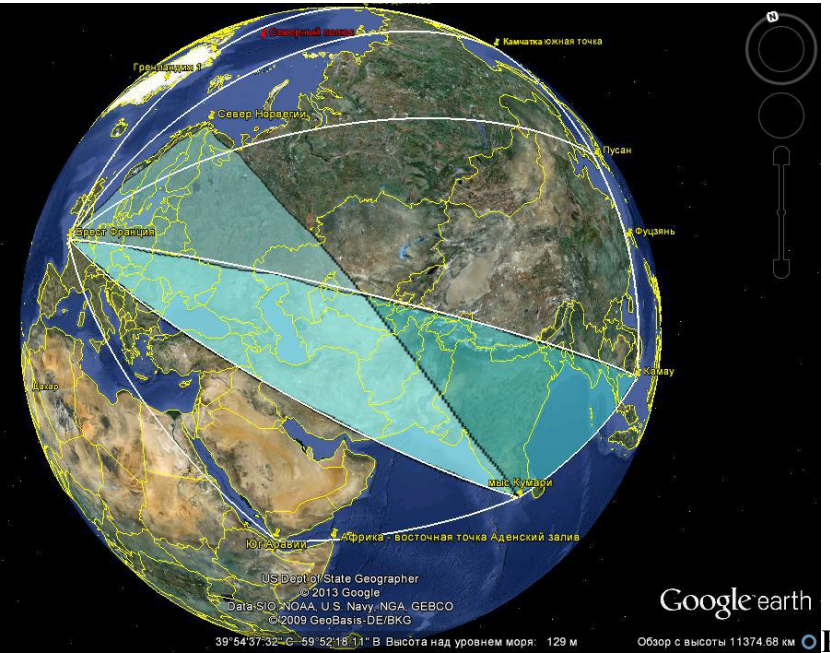 N
Северный полюс
Камчатка южная точка
Гренландия 1
Север Норвегии
Пусан
Брест Франция
Фуцзянь
Камау
Дакар
мыс Кумари
Африка - восточная точка Аденский залив
Юг Аравии
US Dept of State Geographer
© 2013 Google
Data SIO, NOAA, U.S. Navy, NGA, GEBCO
© 2009 GeoBasis-DE/BKG
Google earth
39°54'37.32" С 59°52'18.11" В Высота над уровнем моря: 129 м Обзор с высоты 11374.68 км